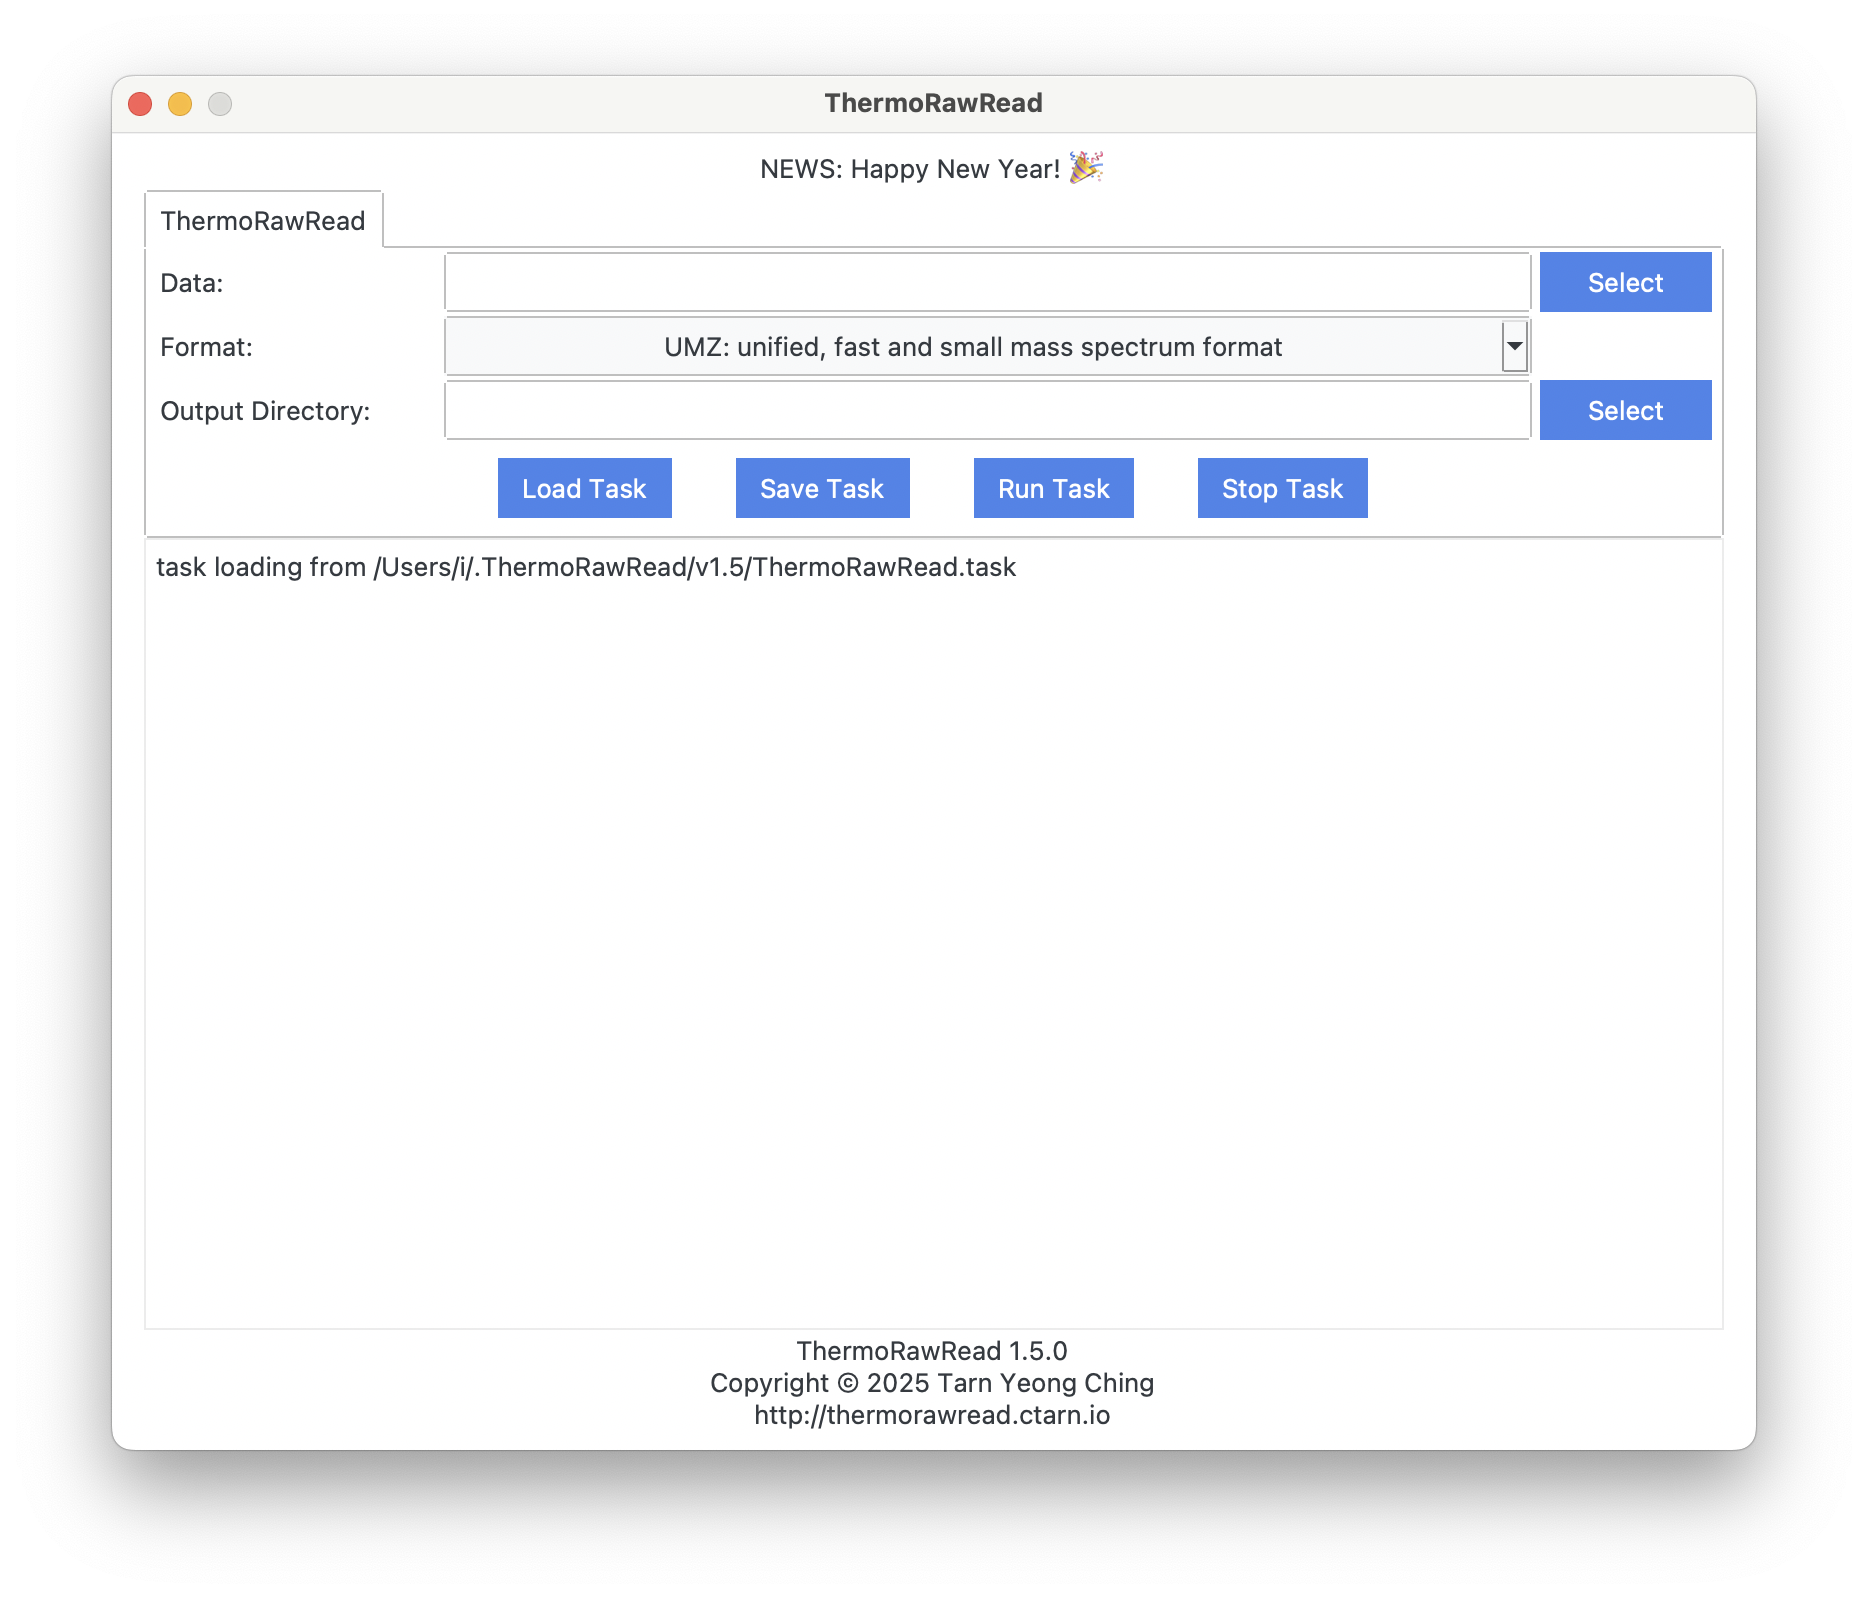 ThermoRawRead
NEWS: Happy New Year! 🎉
ThermoRawRead
Data:
Select
Format:
UMZ: unified, fast and small mass spectrum format
Output Directory:
Select
Load Task
Save Task
Run Task
Stop Task
task loading from /Users/i/.ThermoRawRead/v1.5/ThermoRawRead.task
ThermoRawRead 1.5.0
Copyright © 2025 Tarn Yeong Ching
http://thermorawread.ctarn.io